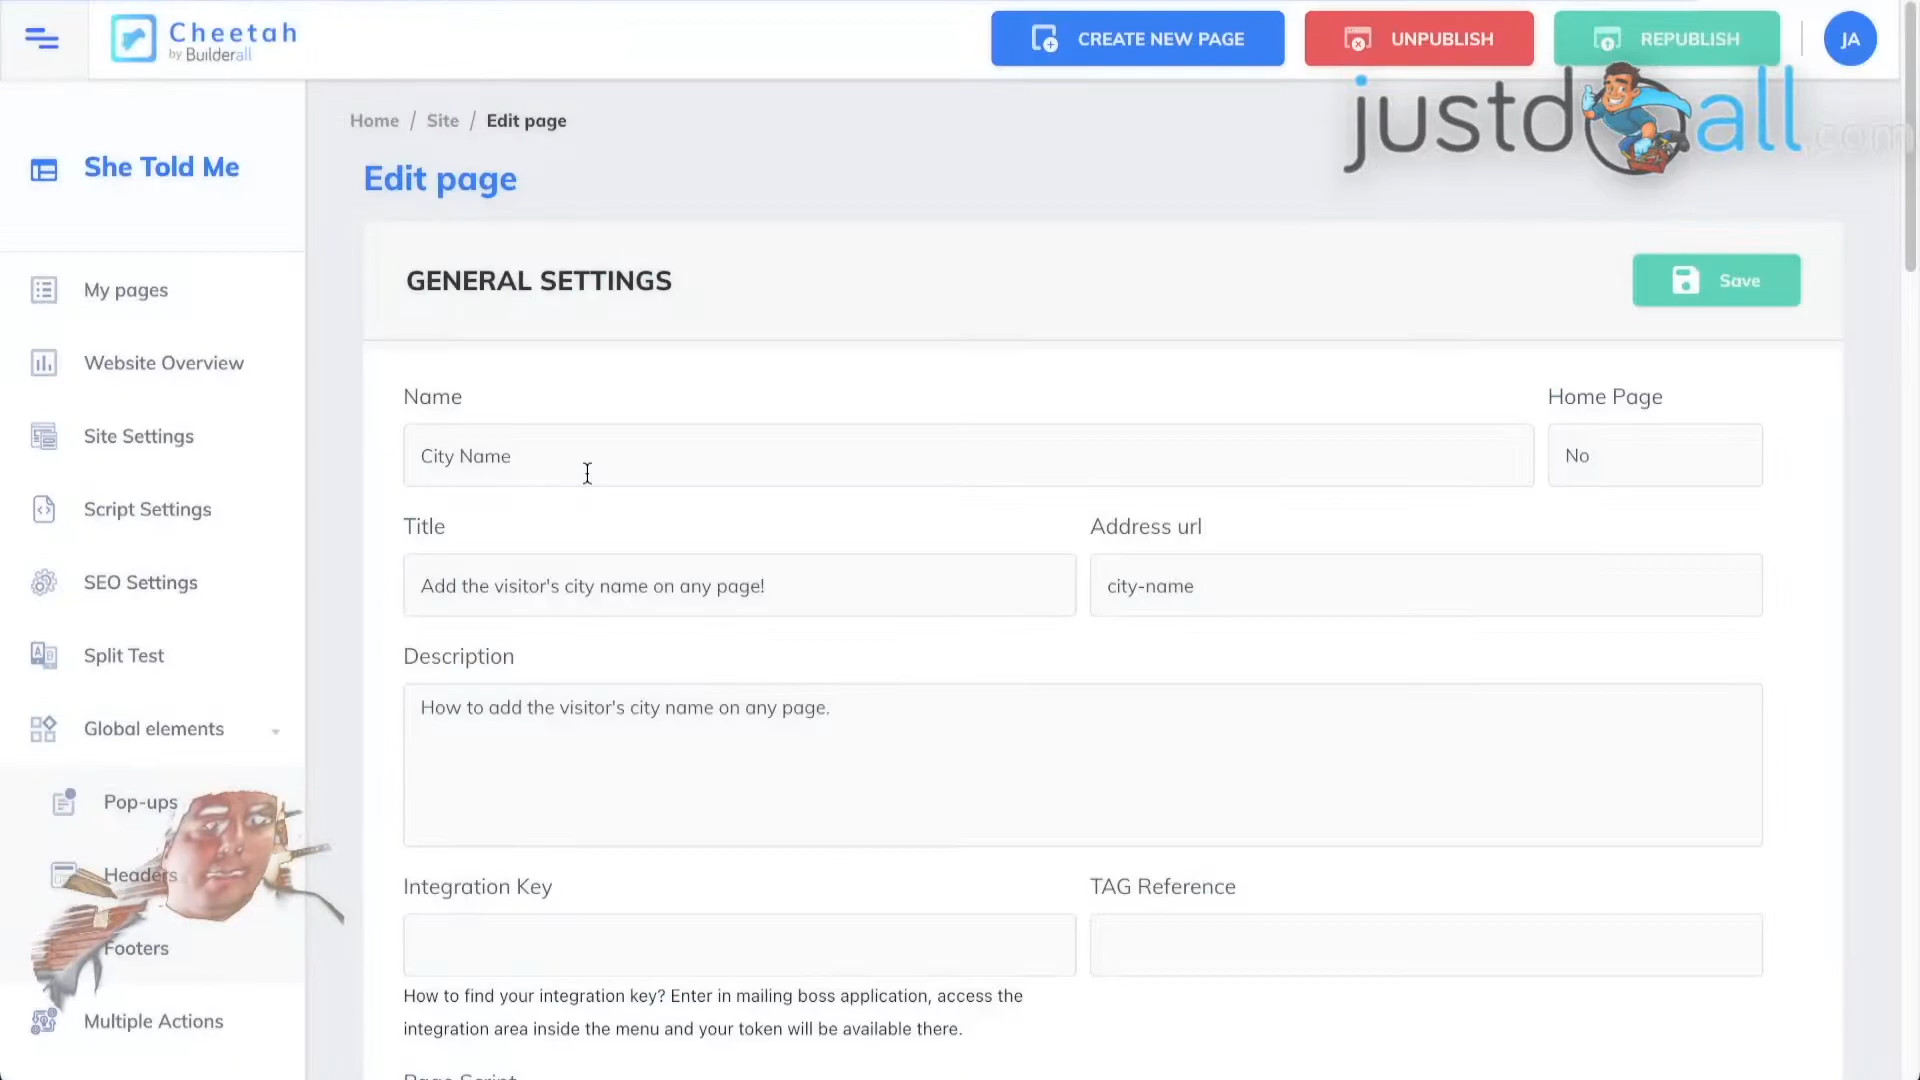 Cheetah
by Builderall
CREATE NEW PAGE
UNPUBLISH
REPUBLISH
JA
justdoall.com
Home / Site / Edit page
She Told Me
Edit page
GENERAL SETTINGS
Save
My pages
Website Overview
Site Settings
Script Settings
SEO Settings
Split Test
Global elements
Pop-ups
Headers
Footers
Multiple Actions
Name
Home Page
City Name
No
Title
Address url
Add the visitor's city name on any page!
city-name
Description
How to add the visitor's city name on any page.
Integration Key
TAG Reference
How to find your integration key? Enter in mailing boss application, access the
integration area inside the menu and your token will be available there.
Page Script